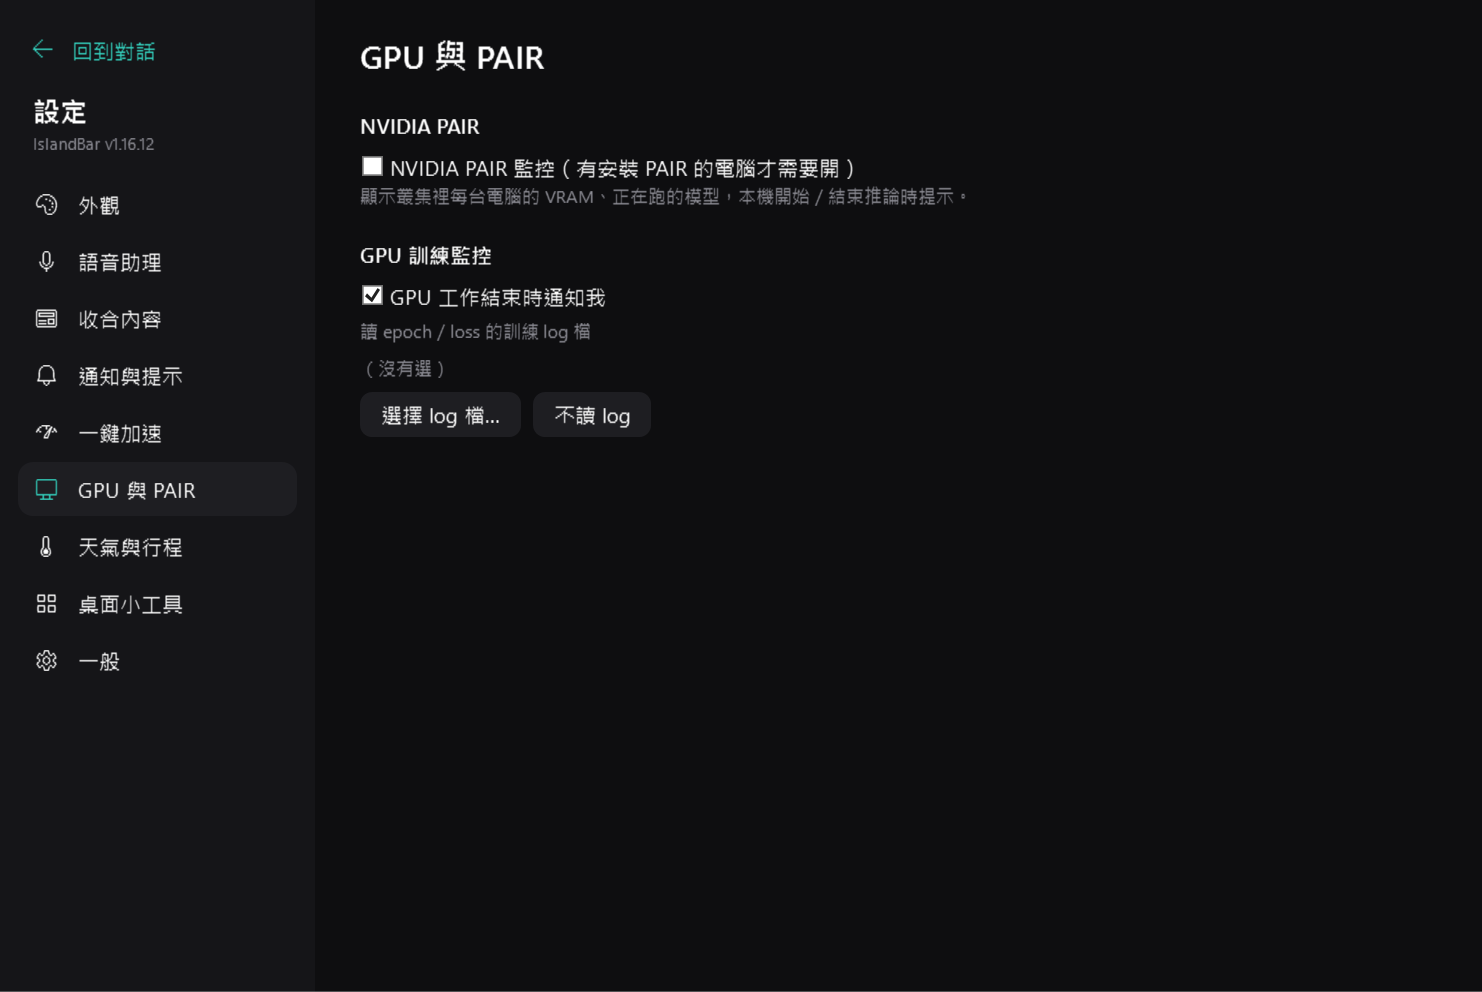 回到對話
設定
IslandBar v1.16.12
外觀
語音助理
收合內容
通知與提示
一鍵加速
GPU 與 PAIR
天氣與行程
桌面小工具
一般
GPU 與 PAIR
NVIDIA PAIR
NVIDIA PAIR 監控（有安裝 PAIR 的電腦才需要開）
顯示叢集裡每台電腦的 VRAM、正在跑的模型，本機開始 / 結束推論時提示。
GPU 訓練監控
GPU 工作結束時通知我
讀 epoch / loss 的訓練 log 檔
（沒有選）
選擇 log 檔...
不讀 log